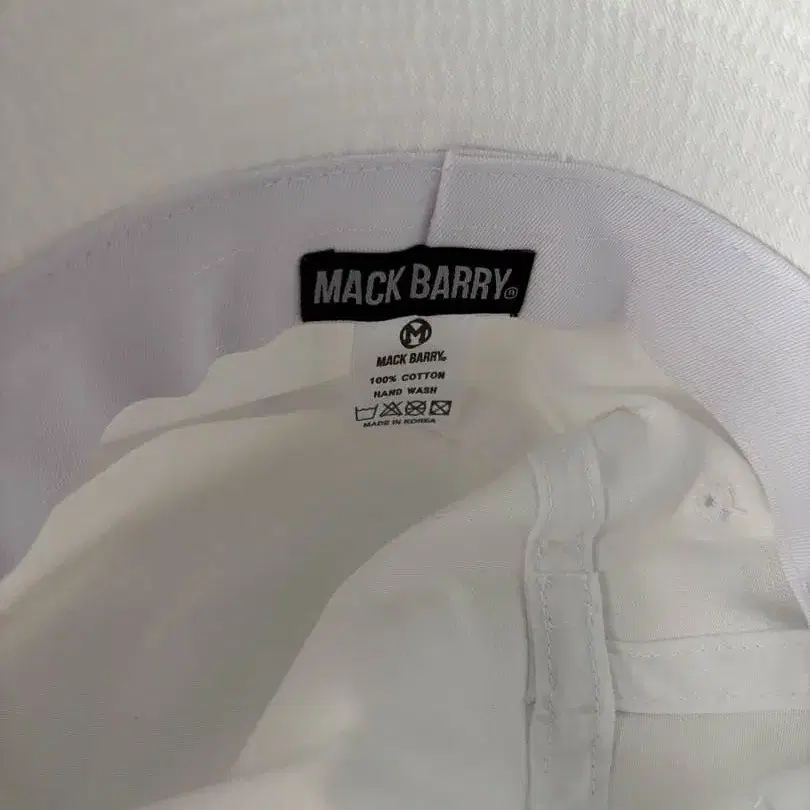 MACK BARRY®
M
MACK BARRY®
100% COTTON
HAND WASH
MADE IN KOREA